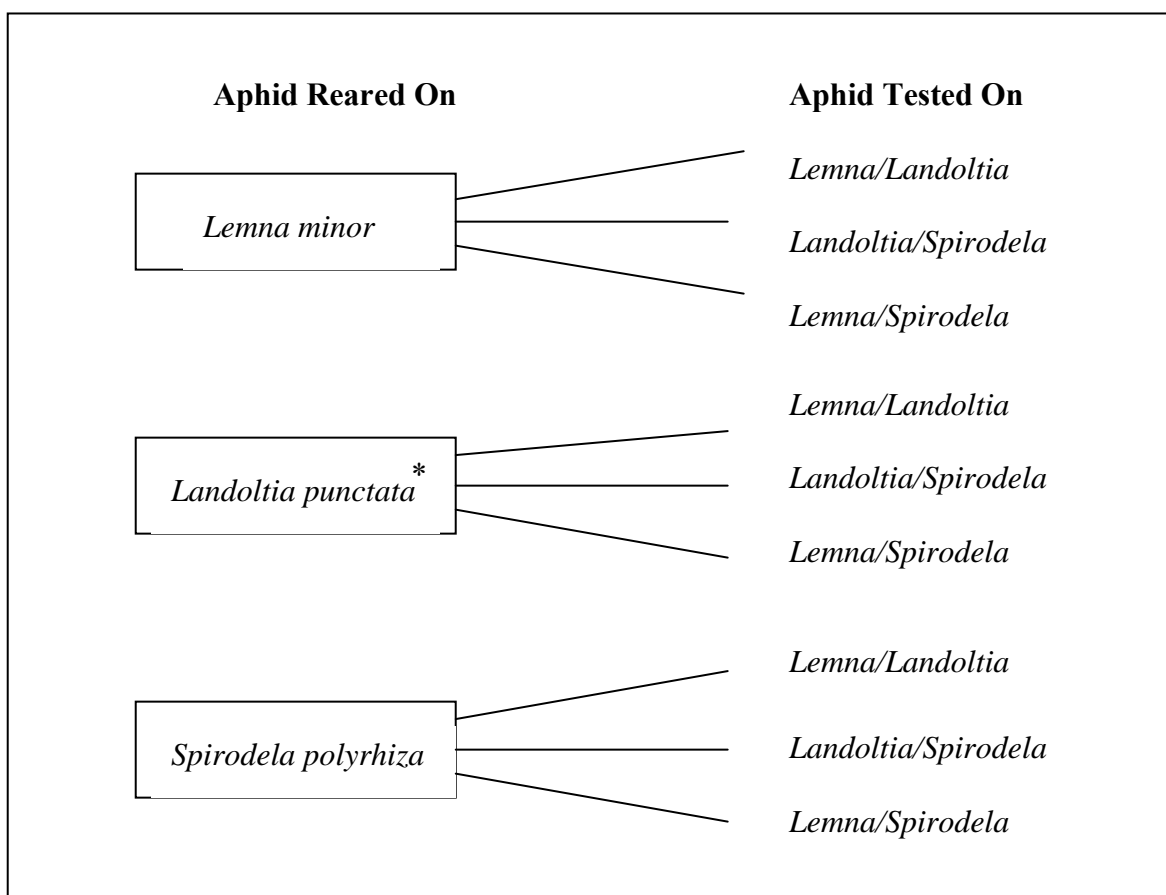 Aphid Reared On Aphid Tested On
Lemna minor
Lemna/Landoltia
Landoltia/Spirodela
Lemna/Spirodela
Landoltia punctata*
Lemna/Landoltia
Landoltia/Spirodela
Lemna/Spirodela
Spirodela polyrhiza
Lemna/Landoltia
Landoltia/Spirodela
Lemna/Spirodela